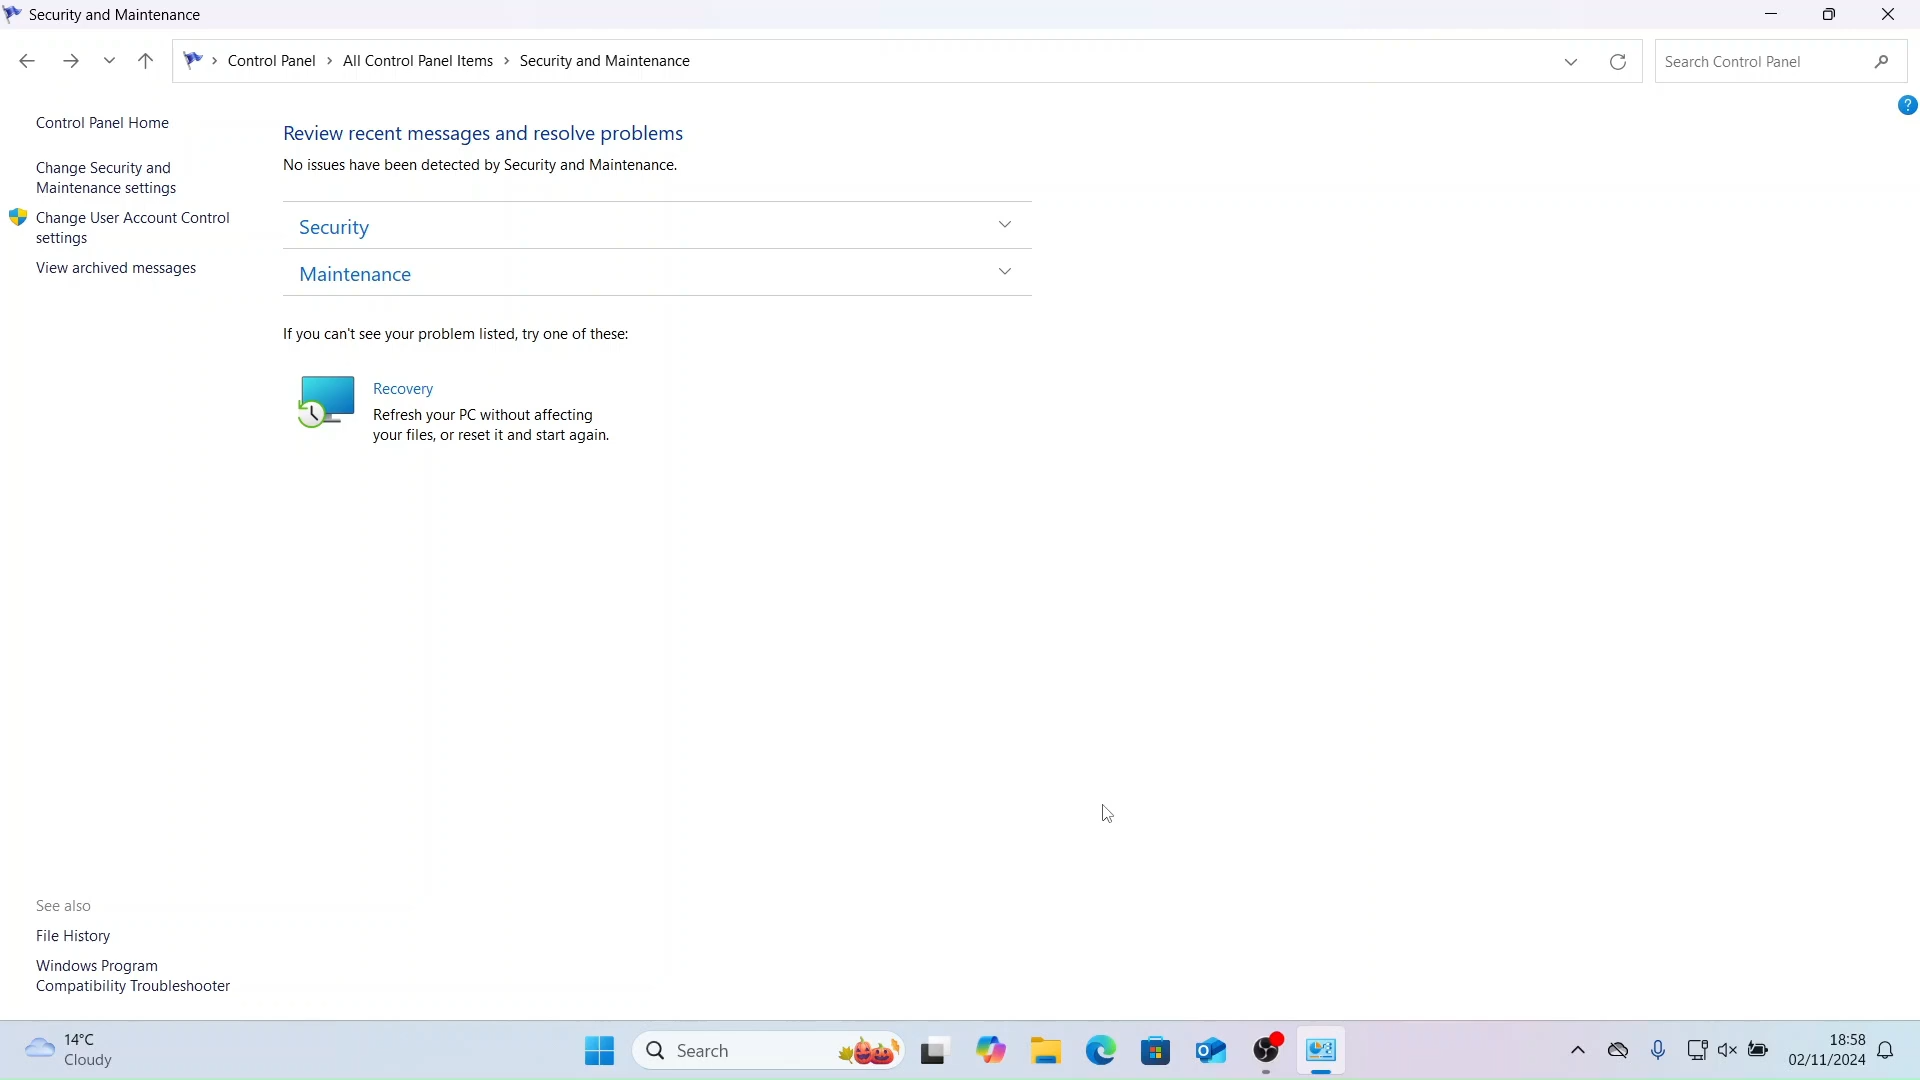 Security and Maintenance
Control Panel > All Control Panel Items > Security and Maintenance
Search Control Panel
?
Control Panel Home
Change Security and
Maintenance settings
Change User Account Control
settings
View archived messages
Review recent messages and resolve problems
No issues have been detected by Security and Maintenance.
Security
Maintenance
If you can't see your problem listed, try one of these:
Recovery
Refresh your PC without affecting
your files, or reset it and start again.
See also
File History
Windows Program
Compatibility Troubleshooter
14°C
Cloudy
Search
18:58
02/11/2024